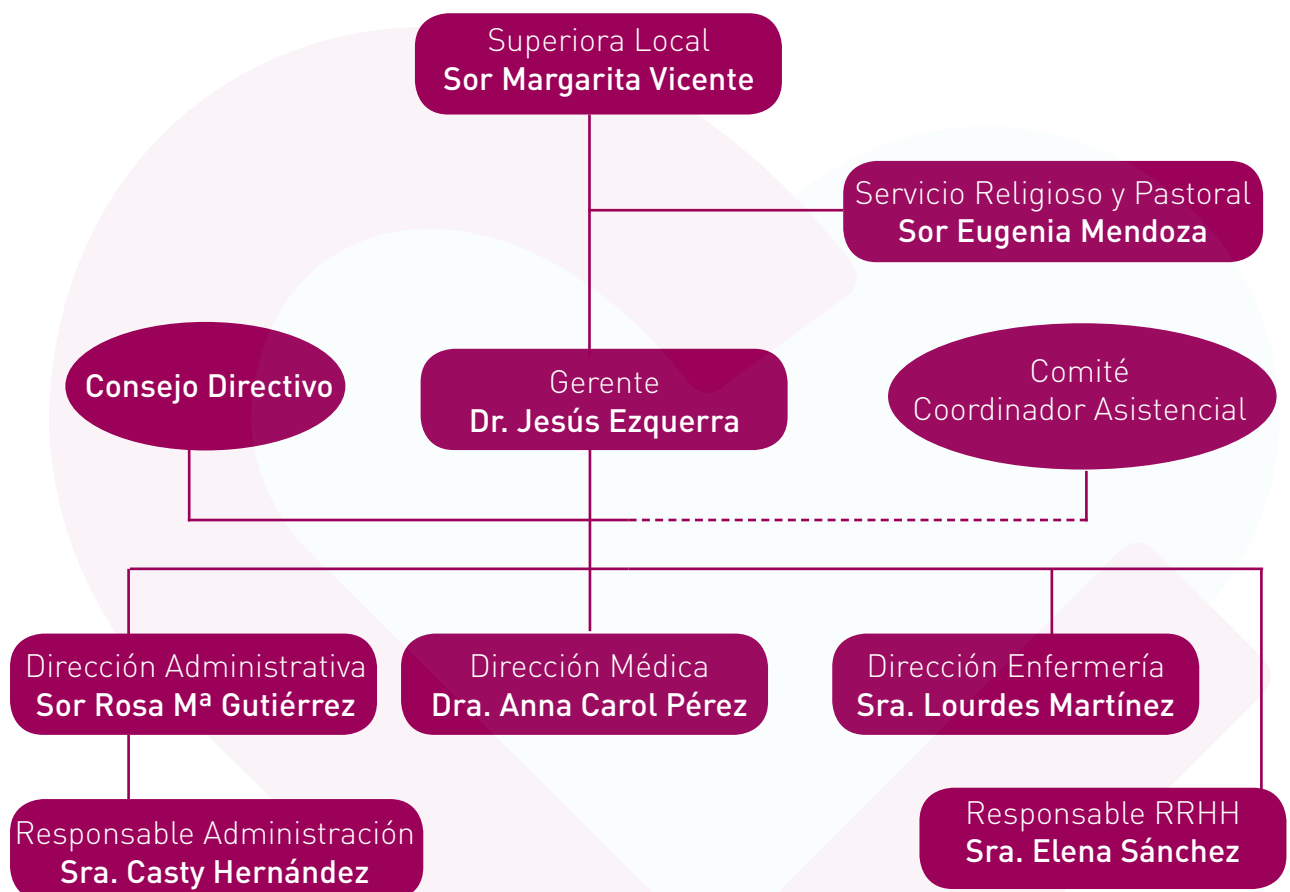 Superiora Local
Sor Margarita Vicente
Servicio Religioso y Pastoral
Sor Eugenia Mendoza
Consejo Directivo
Gerente
Dr. Jesús Ezquerra
Comité
Coordinador Asistencial
Dirección Administrativa
Sor Rosa Mª Gutiérrez
Dirección Médica
Dra. Anna Carol Pérez
Dirección Enfermería
Sra. Lourdes Martínez
Responsable Administración
Sra. Casty Hernández
Responsable RRHH
Sra. Elena Sánchez